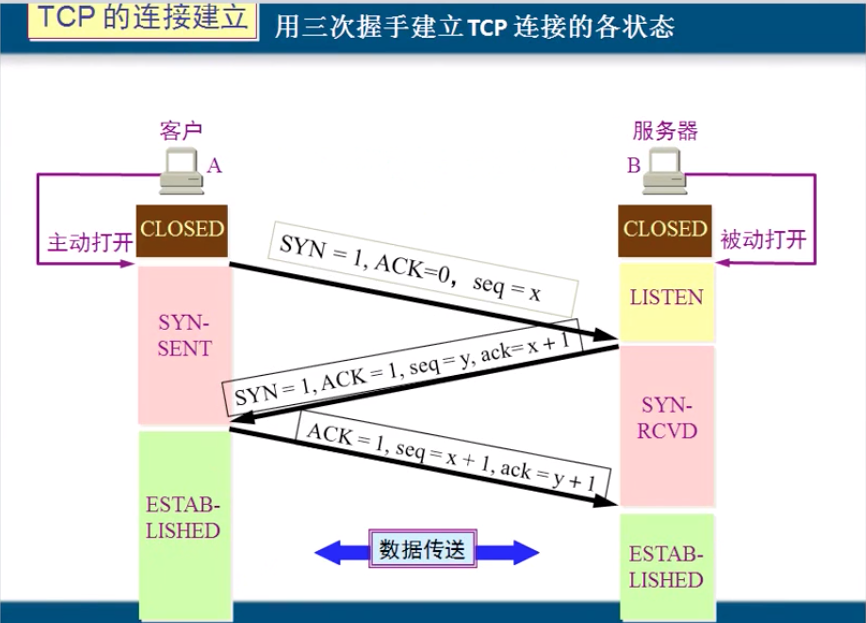 TCP 的连接建立
用三次握手建立TCP 连接的各状态
客户
服务器
A
B
CLOSED
CLOSED
主动打开
被动打开
SYN = 1, ACK=0，seq = x
LISTEN
SYN-
SENT
SYN = 1, ACK = 1, seq = y, ack= x + 1
SYN-
RCVD
ACK = 1, seq = x + 1, ack = y + 1
ESTAB-
LISHED
数据传送
ESTAB-
LISHED